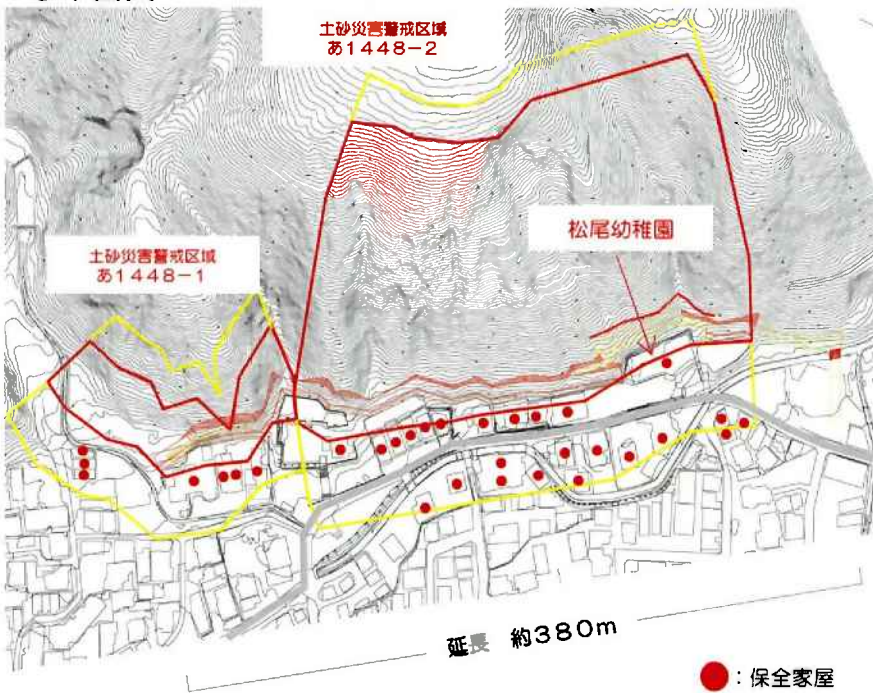 土砂災害警戒区域
あ1448-2
土砂災害警戒区域
あ1448-1
松尾幼稚園
延長 約380m
：保全家屋